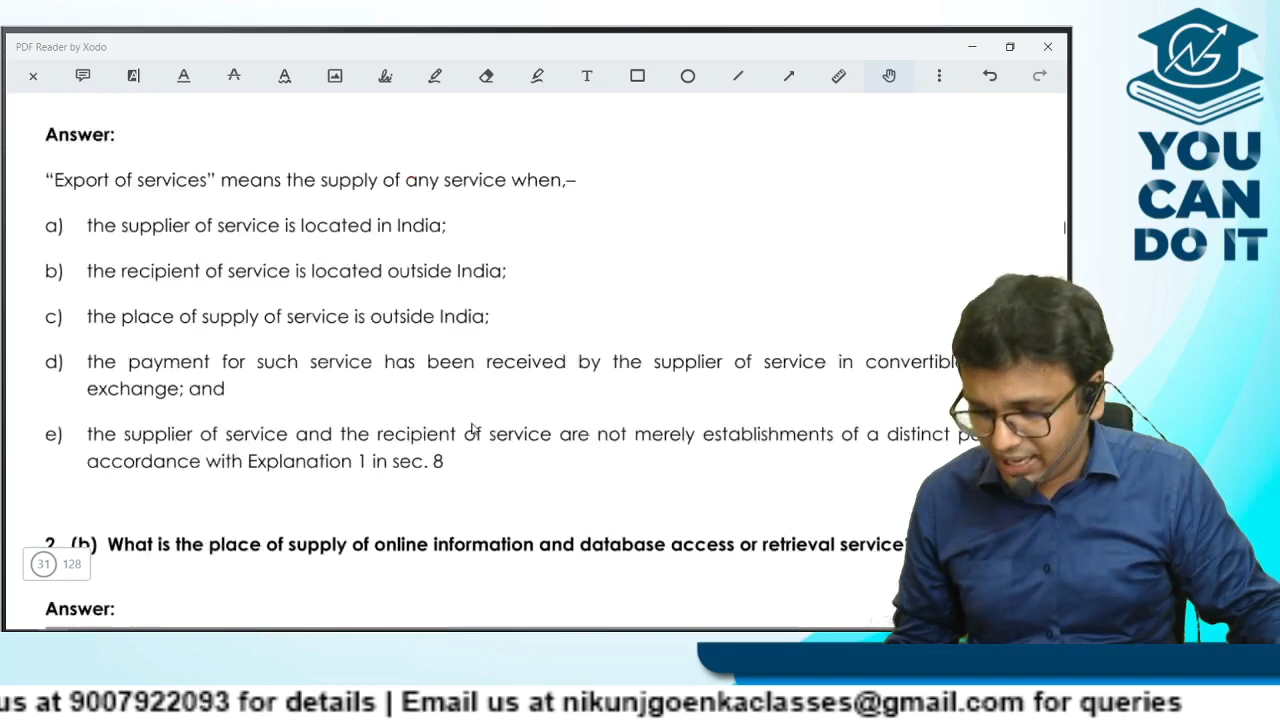 PDF Reader by Xodo
YOU
CAN
DO IT
Answer:
“Export of services” means the supply of any service when,–
a) the supplier of service is located in India;
b) the recipient of service is located outside India;
c) the place of supply of service is outside India;
d) the payment for such service has been received by the supplier of service in
exchange; and
e) the supplier of service and the recipient of service are not merely establishments of a distinct
accordance with Explanation 1 in sec. 8
2. (b) What is the place of supply of online information and database access or retrieval service
31 128
Answer:
us at 9007922093 for details | Email us at nikunjgoenkaclasses@gmail.com for queries